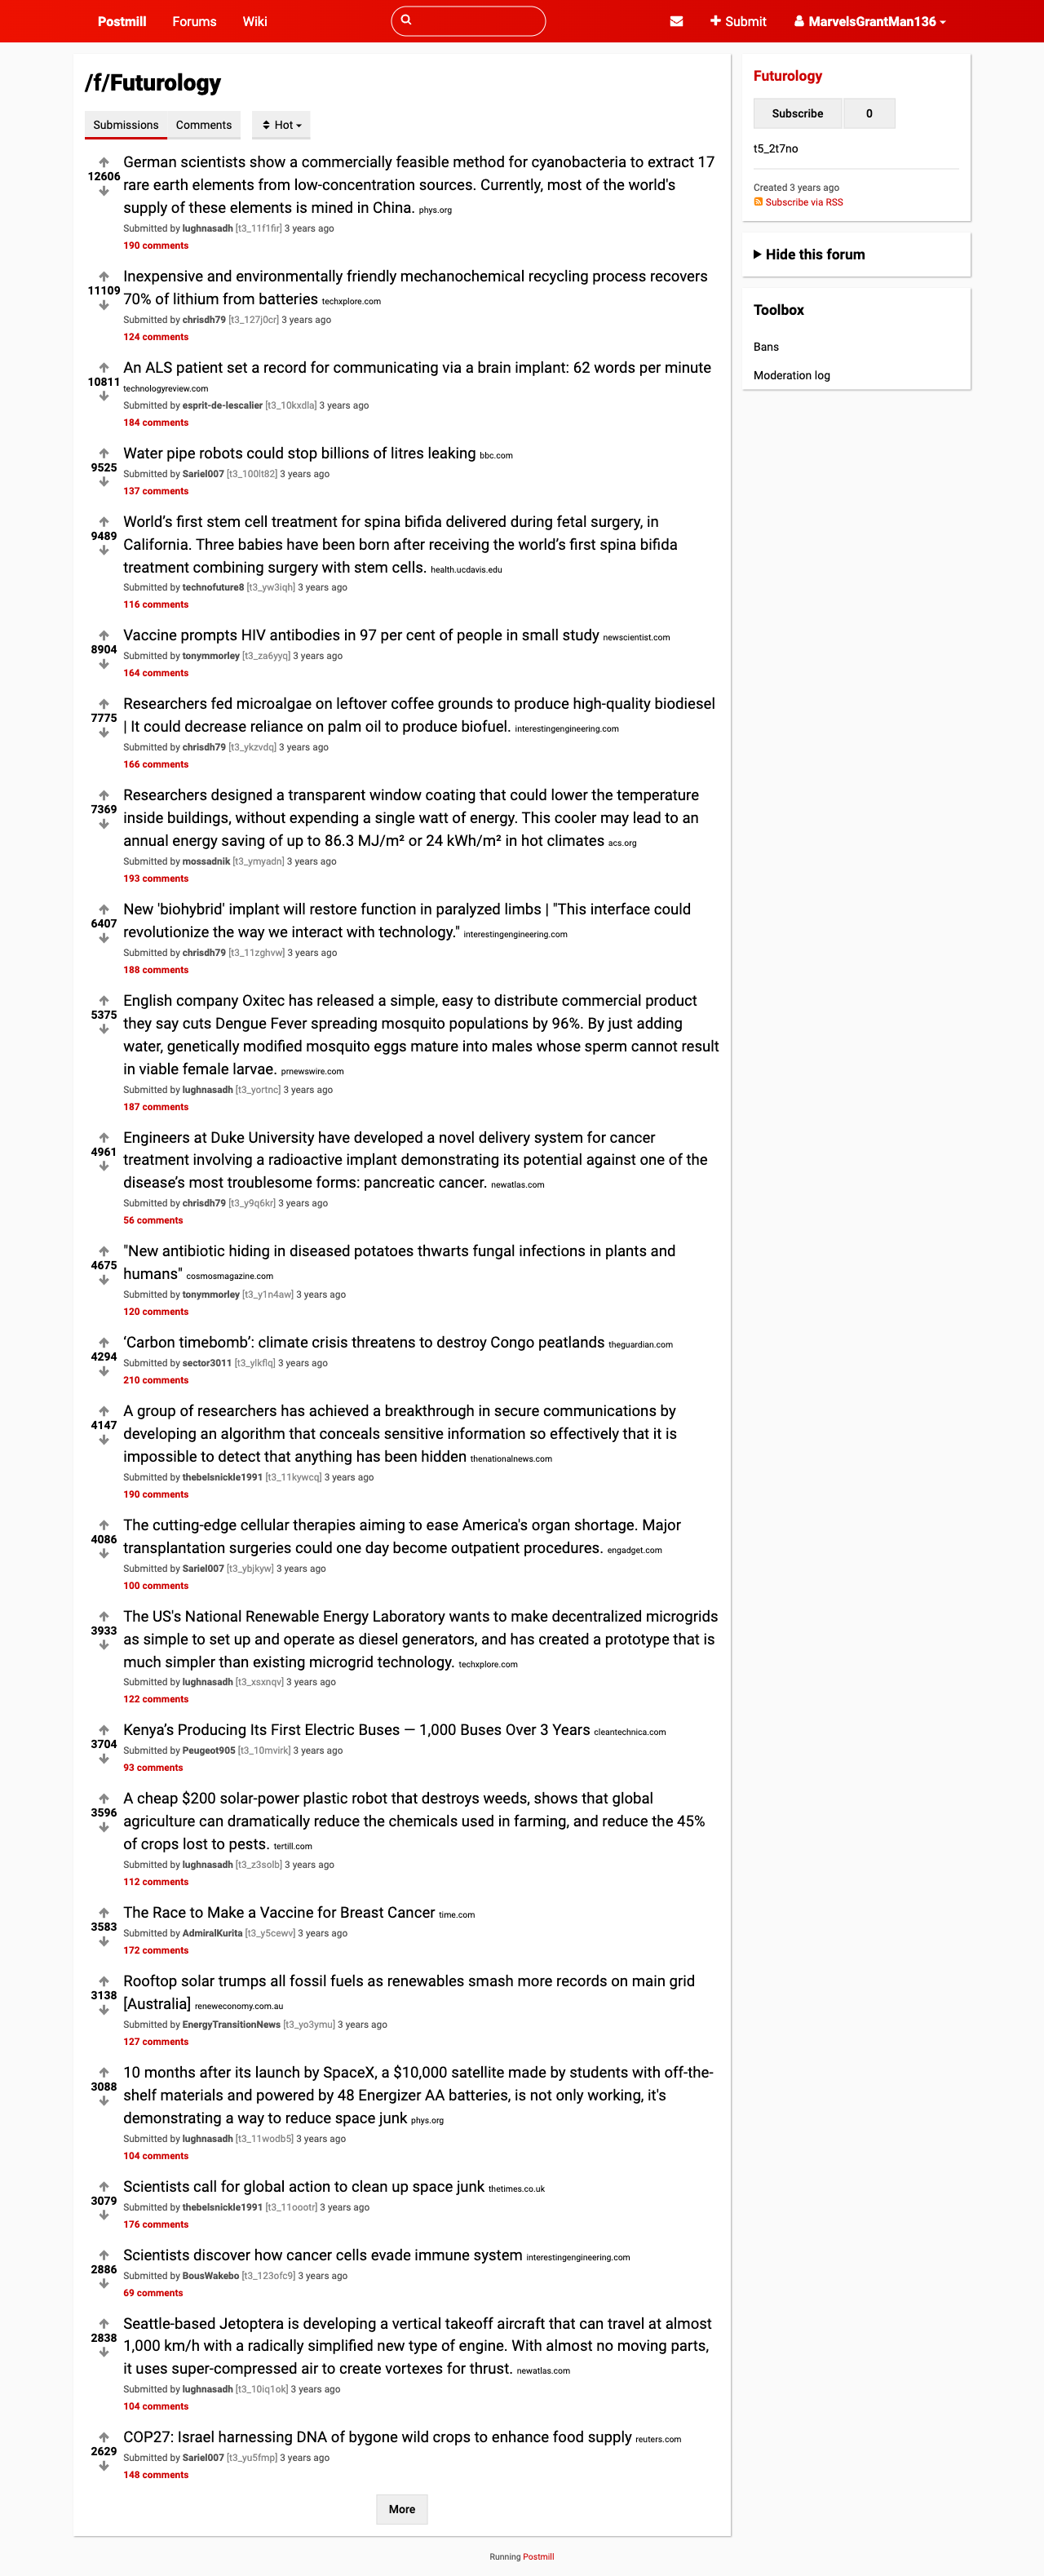 Postmill Forums Wiki Submit MarvelsGrantMan136
/f/Futurology
Submissions Comments Hot
12606
German scientists show a commercially feasible method for cyanobacteria to extract 17
rare earth elements from low-concentration sources. Currently, most of the world's
supply of these elements is mined in China. phys.org
Submitted by lughnasadh [t3_11f1fir] 3 years ago
190 comments
11109
Inexpensive and environmentally friendly mechanochemical recycling process recovers
70% of lithium from batteries techxplore.com
Submitted by chrisdh79 [t3_127j0cr] 3 years ago
124 comments
10811
An ALS patient set a record for communicating via a brain implant: 62 words per minute
technologyreview.com
Submitted by esprit-de-lescalier [t3_10kxdla] 3 years ago
184 comments
9525
Water pipe robots could stop billions of litres leaking bbc.com
Submitted by Sariel007 [t3_100lt82] 3 years ago
137 comments
9489
World’s first stem cell treatment for spina bifida delivered during fetal surgery, in
California. Three babies have been born after receiving the world’s first spina bifida
treatment combining surgery with stem cells. health.ucdavis.edu
Submitted by technofuture8 [t3_yw3iqh] 3 years ago
116 comments
8904
Vaccine prompts HIV antibodies in 97 per cent of people in small study newscientist.com
Submitted by tonymmorley [t3_za6yyq] 3 years ago
164 comments
7775
Researchers fed microalgae on leftover coffee grounds to produce high-quality biodiesel
| It could decrease reliance on palm oil to produce biofuel. interestingengineering.com
Submitted by chrisdh79 [t3_ykzvdq] 3 years ago
166 comments
7369
Researchers designed a transparent window coating that could lower the temperature
inside buildings, without expending a single watt of energy. This cooler may lead to an
annual energy saving of up to 86.3 MJ/m² or 24 kWh/m² in hot climates acs.org
Submitted by mossadnik [t3_ymyadn] 3 years ago
193 comments
6407
New 'biohybrid' implant will restore function in paralyzed limbs | "This interface could
revolutionize the way we interact with technology." interestingengineering.com
Submitted by chrisdh79 [t3_11zghvw] 3 years ago
188 comments
5375
English company Oxitec has released a simple, easy to distribute commercial product
they say cuts Dengue Fever spreading mosquito populations by 96%. By just adding
water, genetically modified mosquito eggs mature into males whose sperm cannot result
in viable female larvae. prnewswire.com
Submitted by lughnasadh [t3_yortnc] 3 years ago
187 comments
4961
Engineers at Duke University have developed a novel delivery system for cancer
treatment involving a radioactive implant demonstrating its potential against one of the
disease’s most troublesome forms: pancreatic cancer. newatlas.com
Submitted by chrisdh79 [t3_y9q6kr] 3 years ago
56 comments
4675
"New antibiotic hiding in diseased potatoes thwarts fungal infections in plants and
humans" cosmosmagazine.com
Submitted by tonymmorley [t3_y1n4aw] 3 years ago
120 comments
4294
‘Carbon timebomb’: climate crisis threatens to destroy Congo peatlands theguardian.com
Submitted by sector3011 [t3_ylkflq] 3 years ago
210 comments
4147
A group of researchers has achieved a breakthrough in secure communications by
developing an algorithm that conceals sensitive information so effectively that it is
impossible to detect that anything has been hidden thenationalnews.com
Submitted by thebelsnickle1991 [t3_11kywcq] 3 years ago
190 comments
4086
The cutting-edge cellular therapies aiming to ease America's organ shortage. Major
transplantation surgeries could one day become outpatient procedures. engadget.com
Submitted by Sariel007 [t3_ybjkyw] 3 years ago
100 comments
3933
The US's National Renewable Energy Laboratory wants to make decentralized microgrids
as simple to set up and operate as diesel generators, and has created a prototype that is
much simpler than existing microgrid technology. techxplore.com
Submitted by lughnasadh [t3_xsxnqv] 3 years ago
122 comments
3704
Kenya’s Producing Its First Electric Buses — 1,000 Buses Over 3 Years cleantechnica.com
Submitted by Peugeot905 [t3_10mvirk] 3 years ago
93 comments
3596
A cheap $200 solar-power plastic robot that destroys weeds, shows that global
agriculture can dramatically reduce the chemicals used in farming, and reduce the 45%
of crops lost to pests. tertill.com
Submitted by lughnasadh [t3_z3solb] 3 years ago
112 comments
3583
The Race to Make a Vaccine for Breast Cancer time.com
Submitted by AdmiralKurita [t3_y5cewv] 3 years ago
172 comments
3138
Rooftop solar trumps all fossil fuels as renewables smash more records on main grid
[Australia] reneweconomy.com.au
Submitted by EnergyTransitionNews [t3_yo3ymu] 3 years ago
127 comments
3088
10 months after its launch by SpaceX, a $10,000 satellite made by students with off-the-
shelf materials and powered by 48 Energizer AA batteries, is not only working, it's
demonstrating a way to reduce space junk phys.org
Submitted by lughnasadh [t3_11wodb5] 3 years ago
104 comments
3079
Scientists call for global action to clean up space junk thetimes.co.uk
Submitted by thebelsnickle1991 [t3_11oootr] 3 years ago
176 comments
2886
Scientists discover how cancer cells evade immune system interestingengineering.com
Submitted by BousWakebo [t3_123ofc9] 3 years ago
69 comments
2838
Seattle-based Jetoptera is developing a vertical takeoff aircraft that can travel at almost
1,000 km/h with a radically simplified new type of engine. With almost no moving parts,
it uses super-compressed air to create vortexes for thrust. newatlas.com
Submitted by lughnasadh [t3_10iq1ok] 3 years ago
104 comments
2629
COP27: Israel harnessing DNA of bygone wild crops to enhance food supply reuters.com
Submitted by Sariel007 [t3_yu5fmp] 3 years ago
148 comments
More
Futurology
Subscribe 0
t5_2t7no
Created 3 years ago
Subscribe via RSS
Hide this forum
Toolbox
Bans
Moderation log
Running Postmill